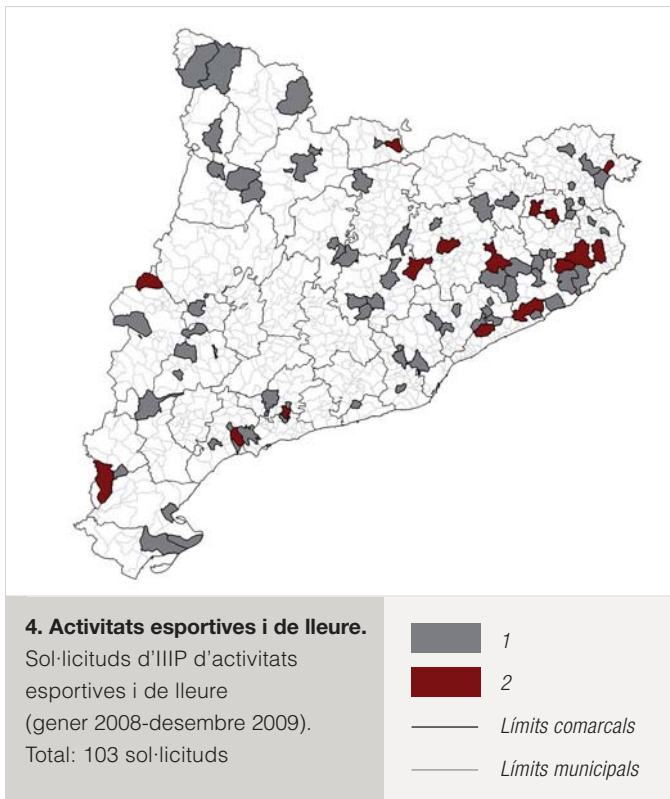 4. Activitats esportives i de lleure.
Sol·licituds d'IIIP d'activitats
esportives i de lleure
(gener 2008-desembre 2009).
Total: 103 sol·licituds
1
2
Límits comarcals
Límits municipals